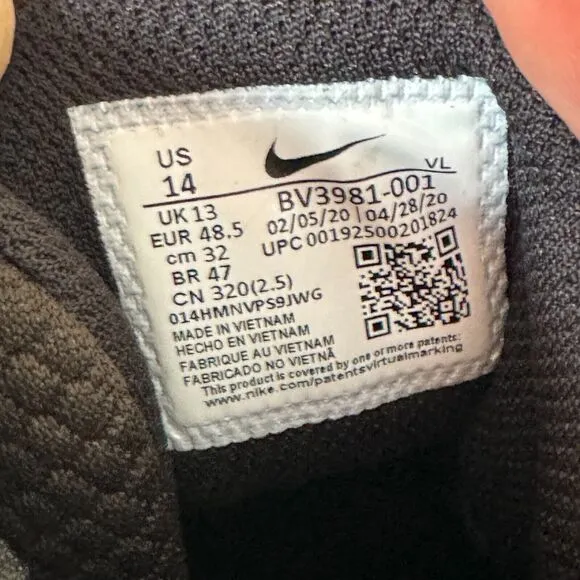 US
14
VL
UK 13
BV3981-001
EUR 48.5
02/05/20 | 04/28/20
cm 32
UPC 00192500201824
BR 47
CN 320(2.5)
014HMNVPS9JWG
MADE IN VIETNAM
HECHO EN VIETNAM
FABRIQUE AU VIETNAM
FABRICADO NO VIETNÃ
This product is covered by one or more patents:
www.nike.com/patentsvirtualmarking